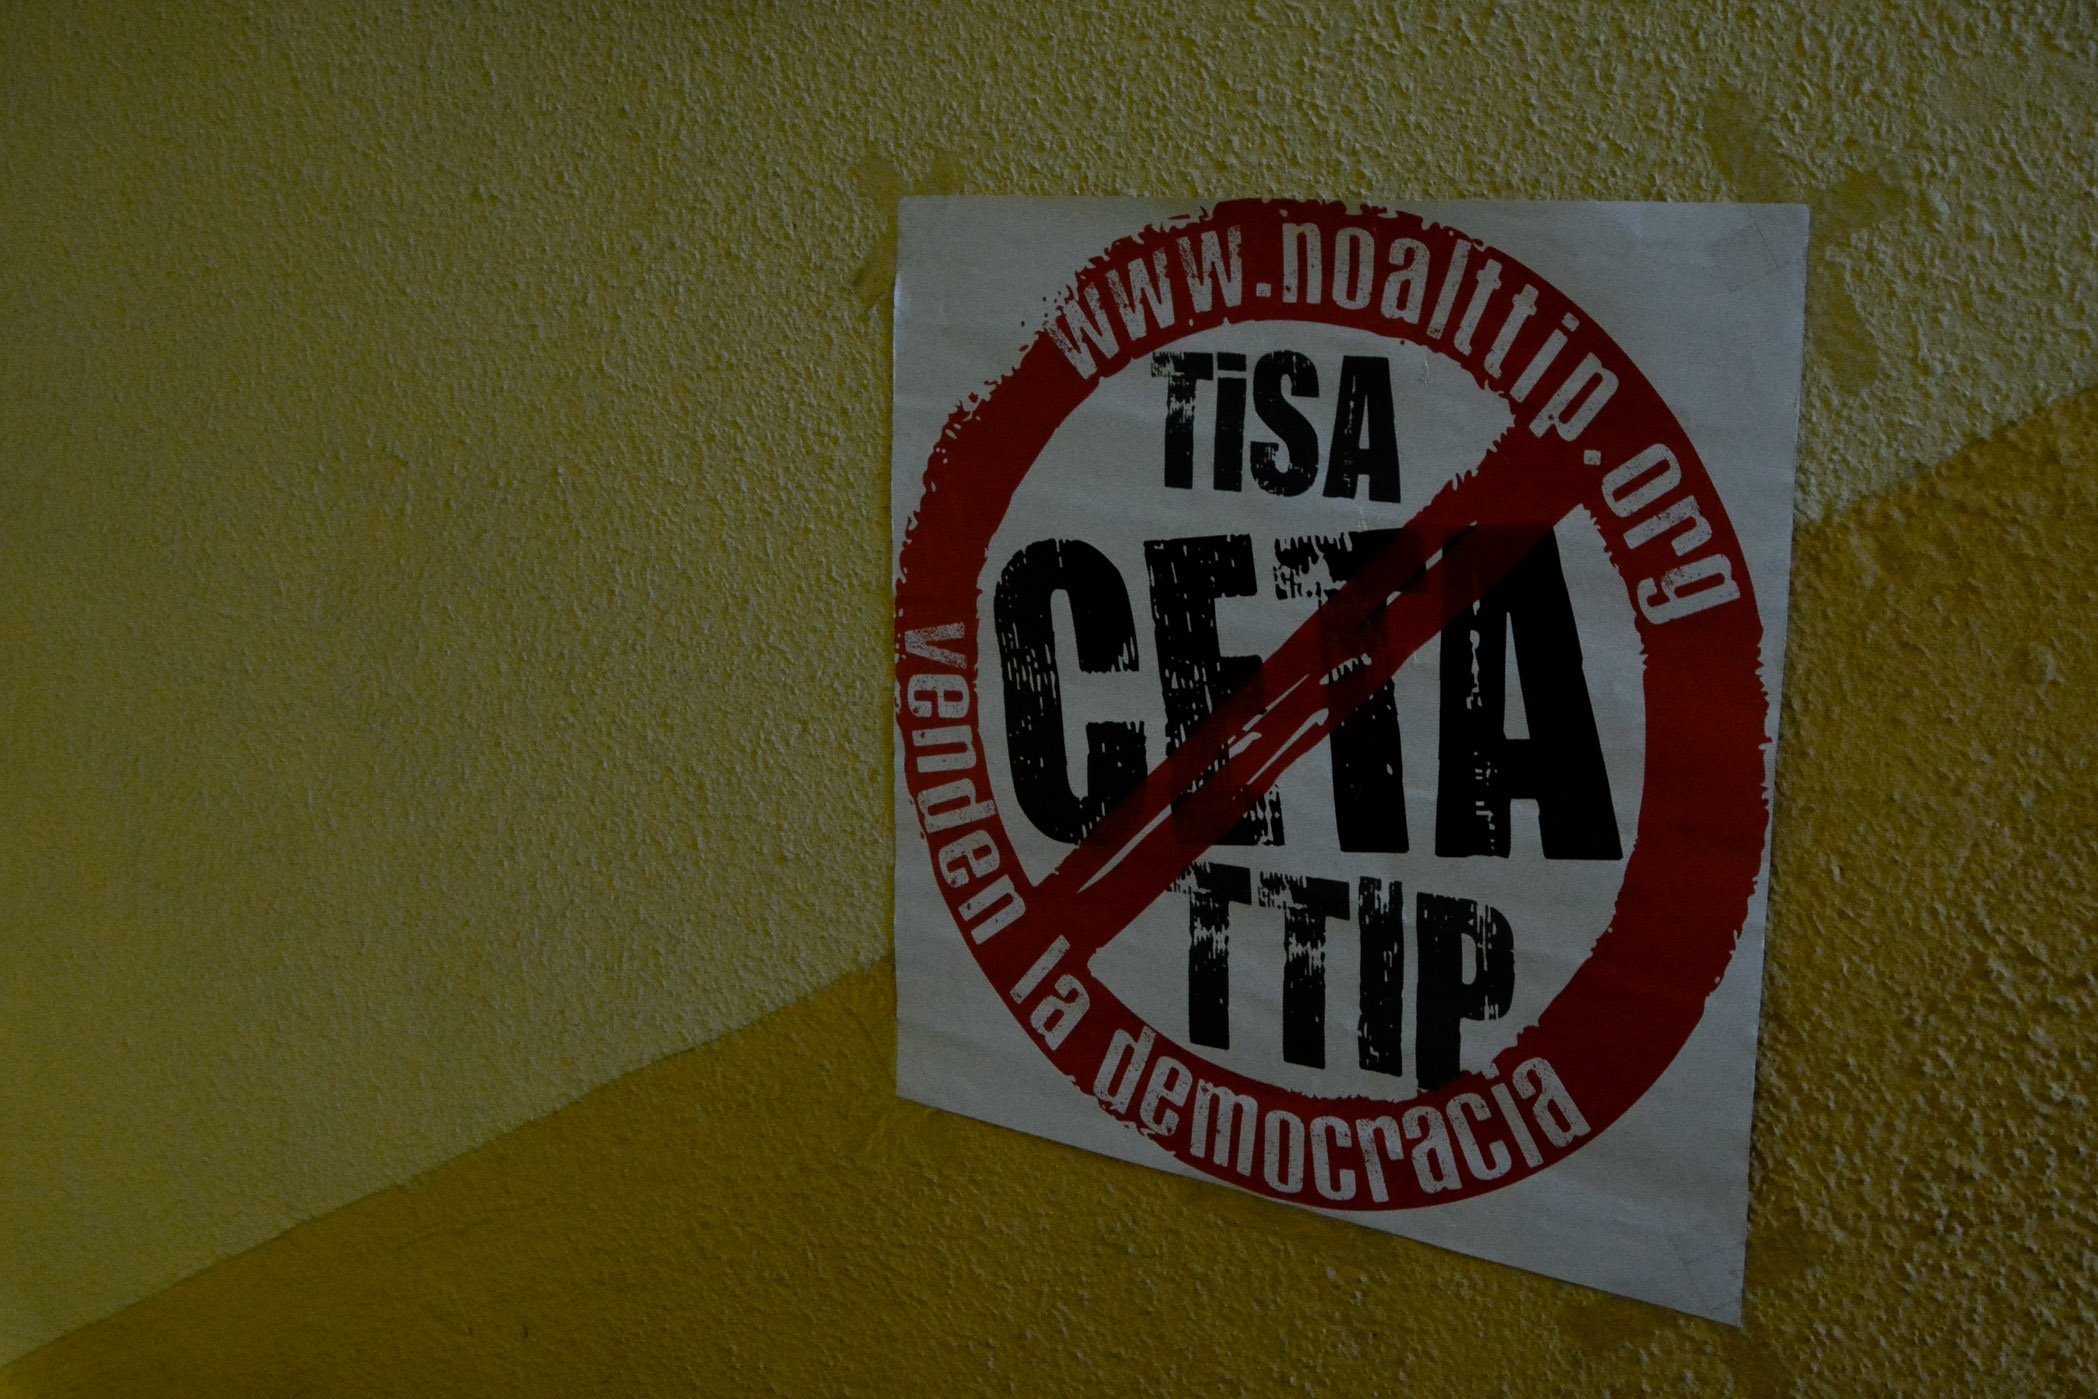 www.noalttip.org
TiSA
CETA
TTIP
venden la democracia